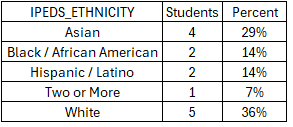 IPEDS_ETHNICITY Students Percent
Asian 4 29%
Black / African American 2 14%
Hispanic / Latino 2 14%
Two or More 1 7%
White 5 36%